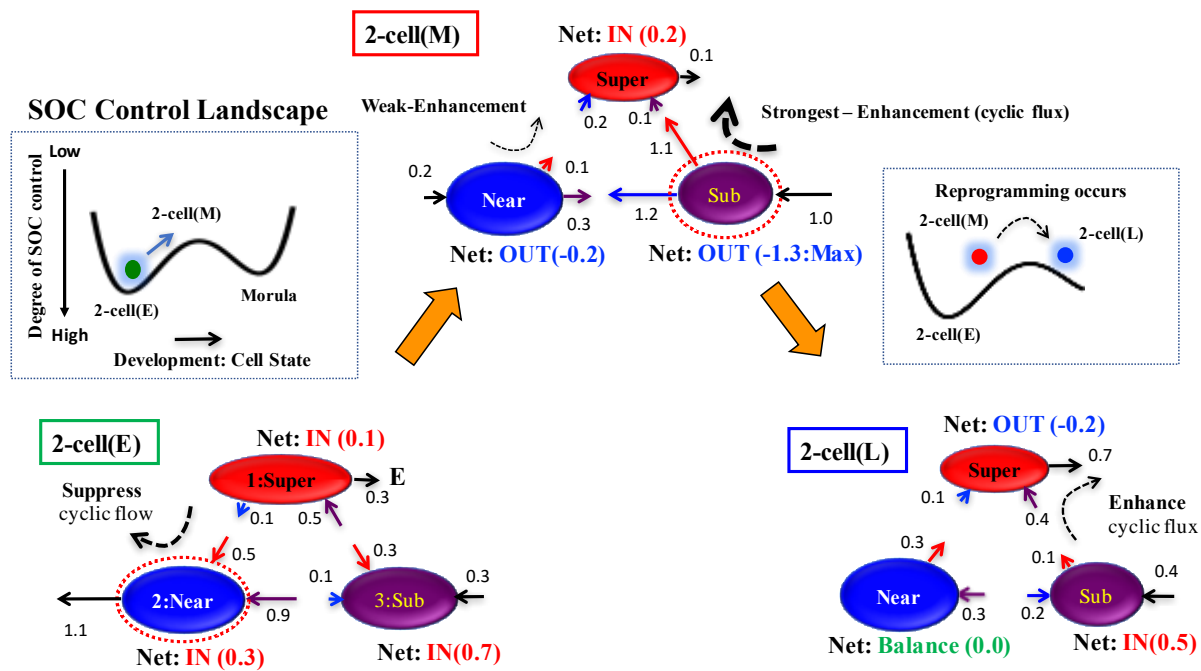 2-cell(M)
Net: IN (0.2)
0.1
Super
Weak-Enhancement
0.2
0.1
Strongest – Enhancement (cyclic flux)
1.1
0.2
0.1
Near
Sub
0.3
1.2
1.0
Net: OUT(-0.2)
Net: OUT (-1.3:Max)
SOC Control Landscape
Degree of SOC control
Low
High
2-cell(M)
2-cell(E)
Morula
Development: Cell State
Reprogramming occurs
2-cell(M)
2-cell(L)
2-cell(E)
2-cell(E)
Net: IN (0.1)
1:Super
E
0.3
Suppress
cyclic flow
0.1
0.5
0.5
0.3
0.1
0.3
2:Near
0.9
3:Sub
1.1
Net: IN (0.3)
Net: IN(0.7)
2-cell(L)
Net: OUT (-0.2)
0.7
Super
0.1
0.4
Enhance
cyclic flux
0.3
0.1
0.4
Near
Sub
0.3
0.2
Net: Balance (0.0)
Net: IN(0.5)